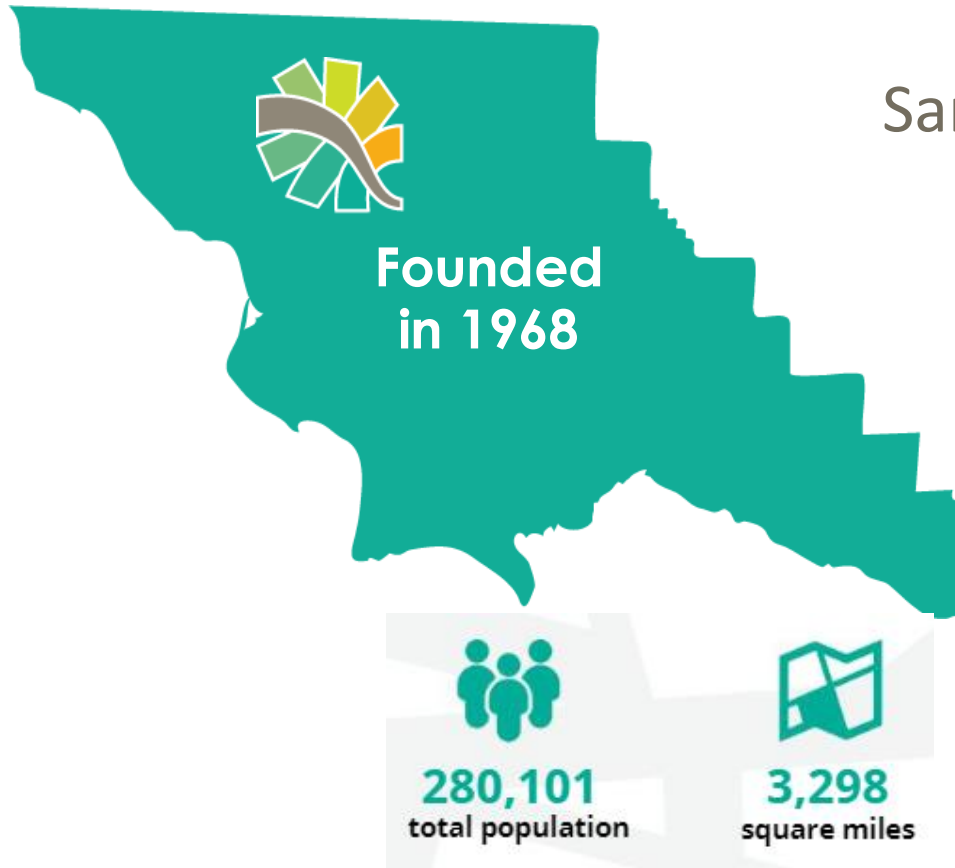 Founded
in 1968
280,101
total population
3,298
square miles